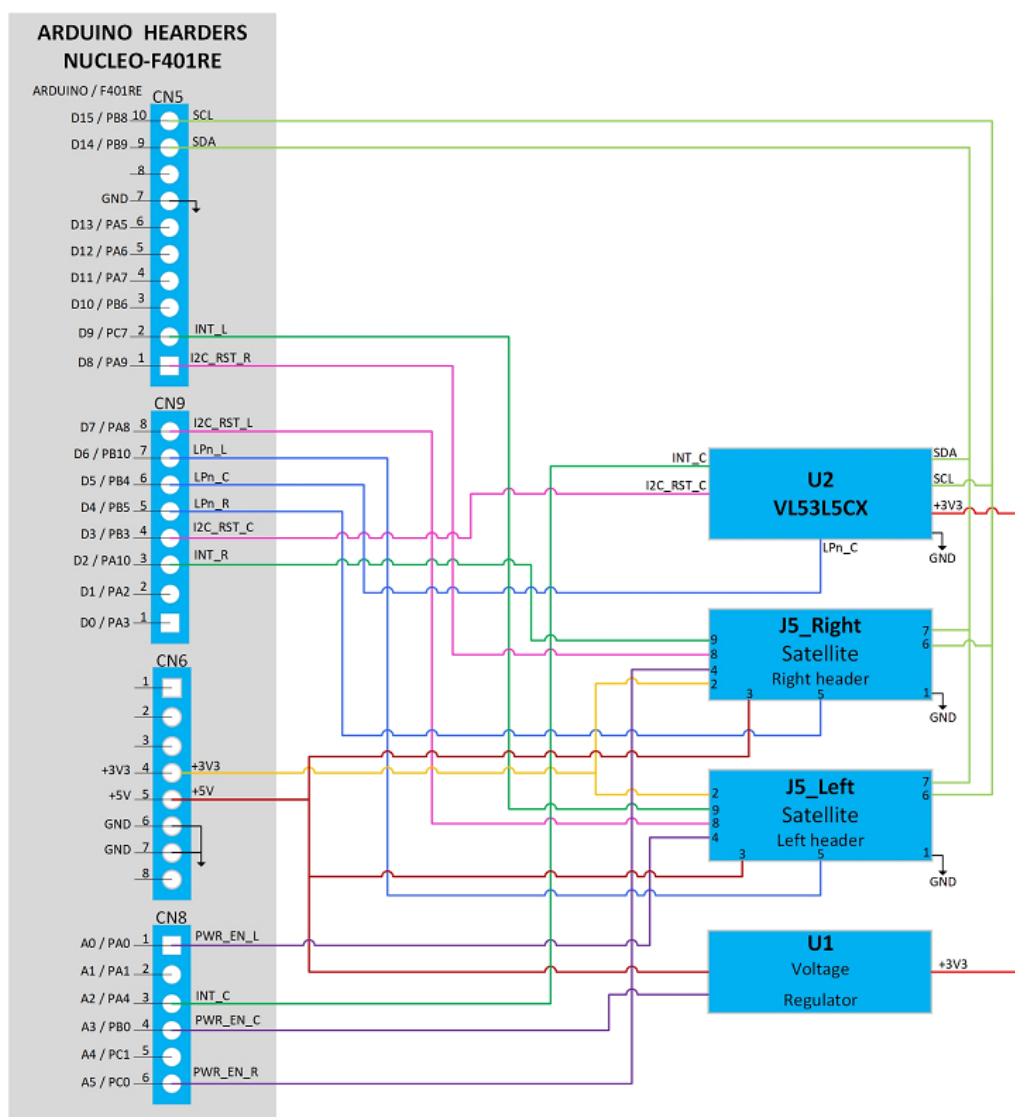 ARDUINO HEARDERS
NUCLEO-F401RE
ARDUINO / F401RE
CN5
D15 / PB8 10 SCL
D14 / PB9 9 SDA
8
GND 7
D13 / PA5 6
D12 / PA6 5
D11 / PA7 4
D10 / PB6 3
D9 / PC7 2 INT_L
D8 / PA9 1 I2C_RST_R
CN9
D7 / PA8 8 I2C_RST_L
D6 / PB10 7 LPn_L
D5 / PB4 6 LPn_C
D4 / PB5 5 LPn_R
D3 / PB3 4 I2C_RST_C
D2 / PA10 3 INT_R
D1 / PA2 2
D0 / PA3 1
CN6
1
2
3
+3V3 4 +3V3
+5V 5 +5V
GND 6
GND 7
8
CN8
A0 / PA0 1 PWR_EN_L
A1 / PA1 2
A2 / PA4 3 INT_C
A3 / PB0 4 PWR_EN_C
A4 / PC1 5
A5 / PC0 6 PWR_EN_R
INT_C
I2C_RST_C
U2
VL53L5CX
SDA
SCL
+3V3
GND
LPn_C
J5_Right
Satellite
Right header
9
8
4
2
3
5
7
6
1
GND
J5_Left
Satellite
Left header
2
9
8
4
3
5
7
6
1
GND
U1
Voltage
Regulator
+3V3